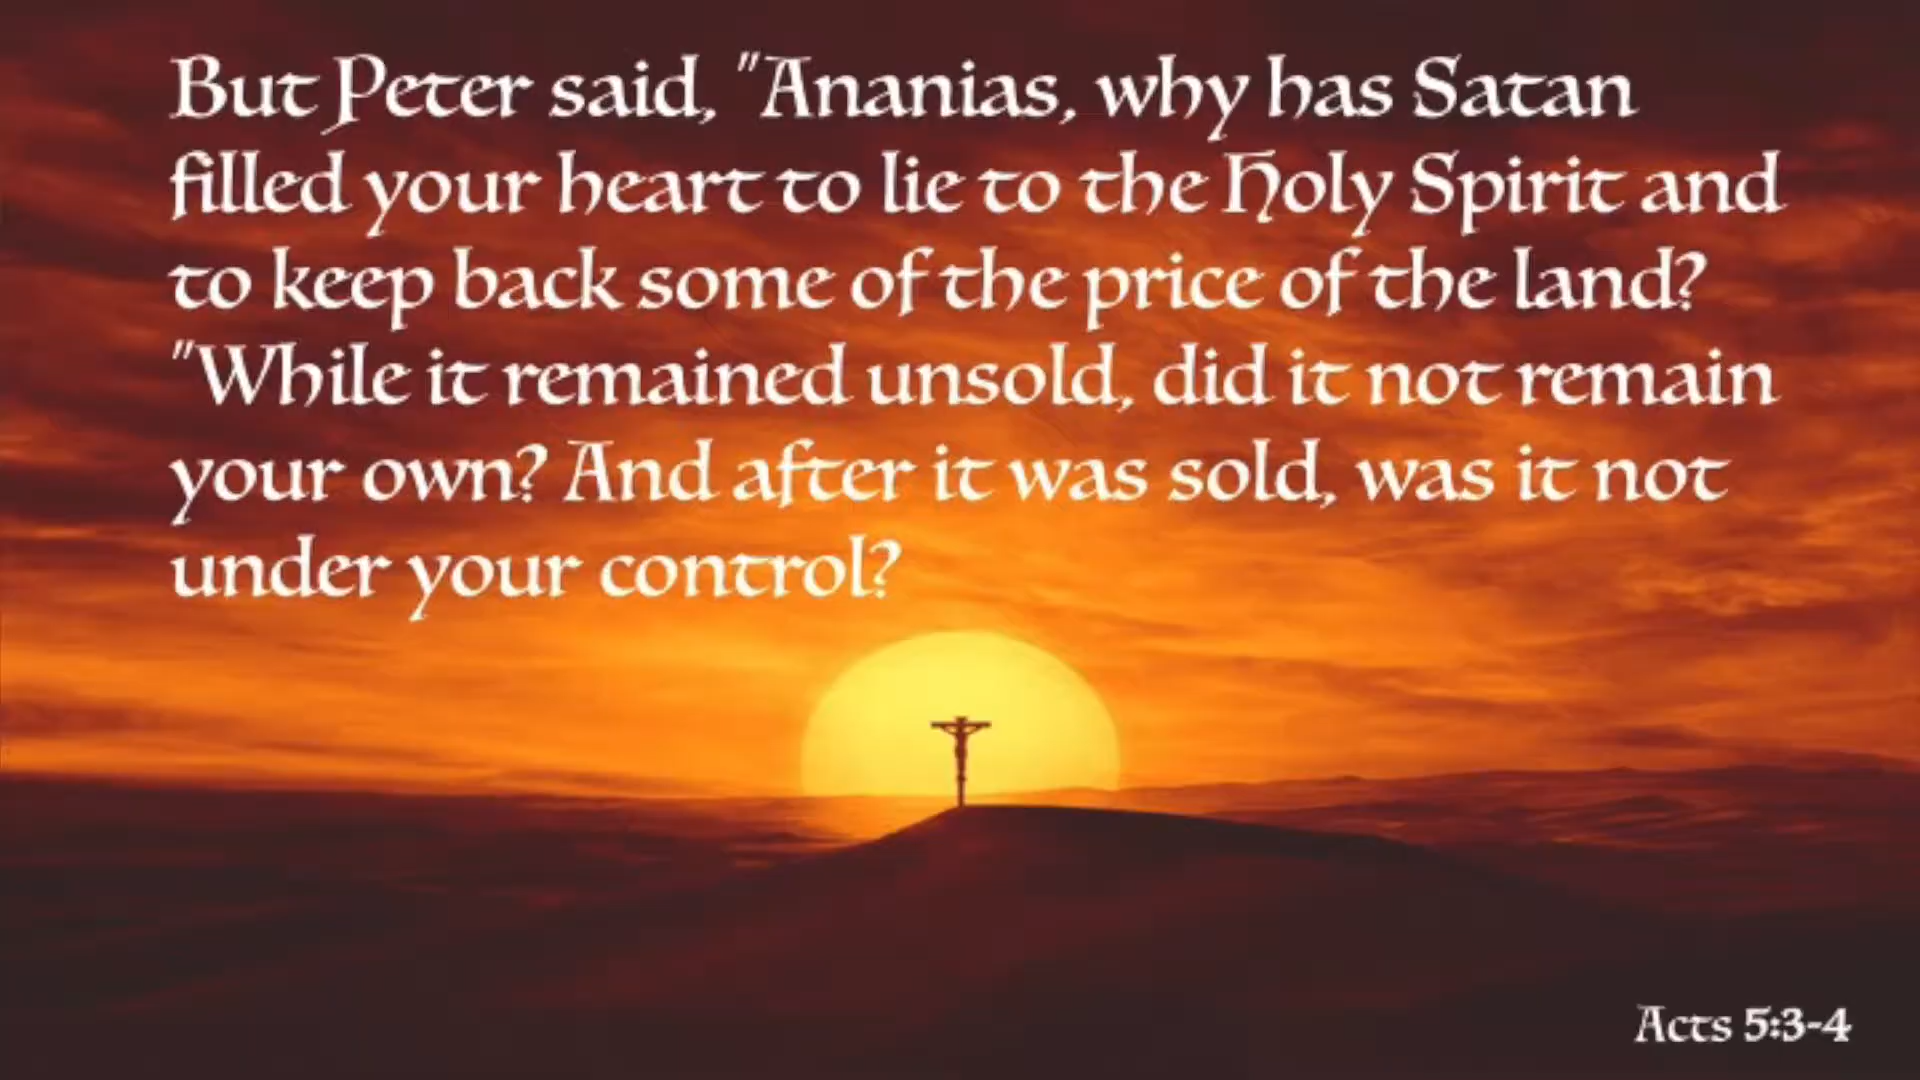 But Peter said, "Ananias, why has Satan
filled your heart to lie to the Holy Spirit and
to keep back some of the price of the land?
"While it remained unsold, did it not remain
your own? And after it was sold, was it not
under your control?
Acts 5:3-4